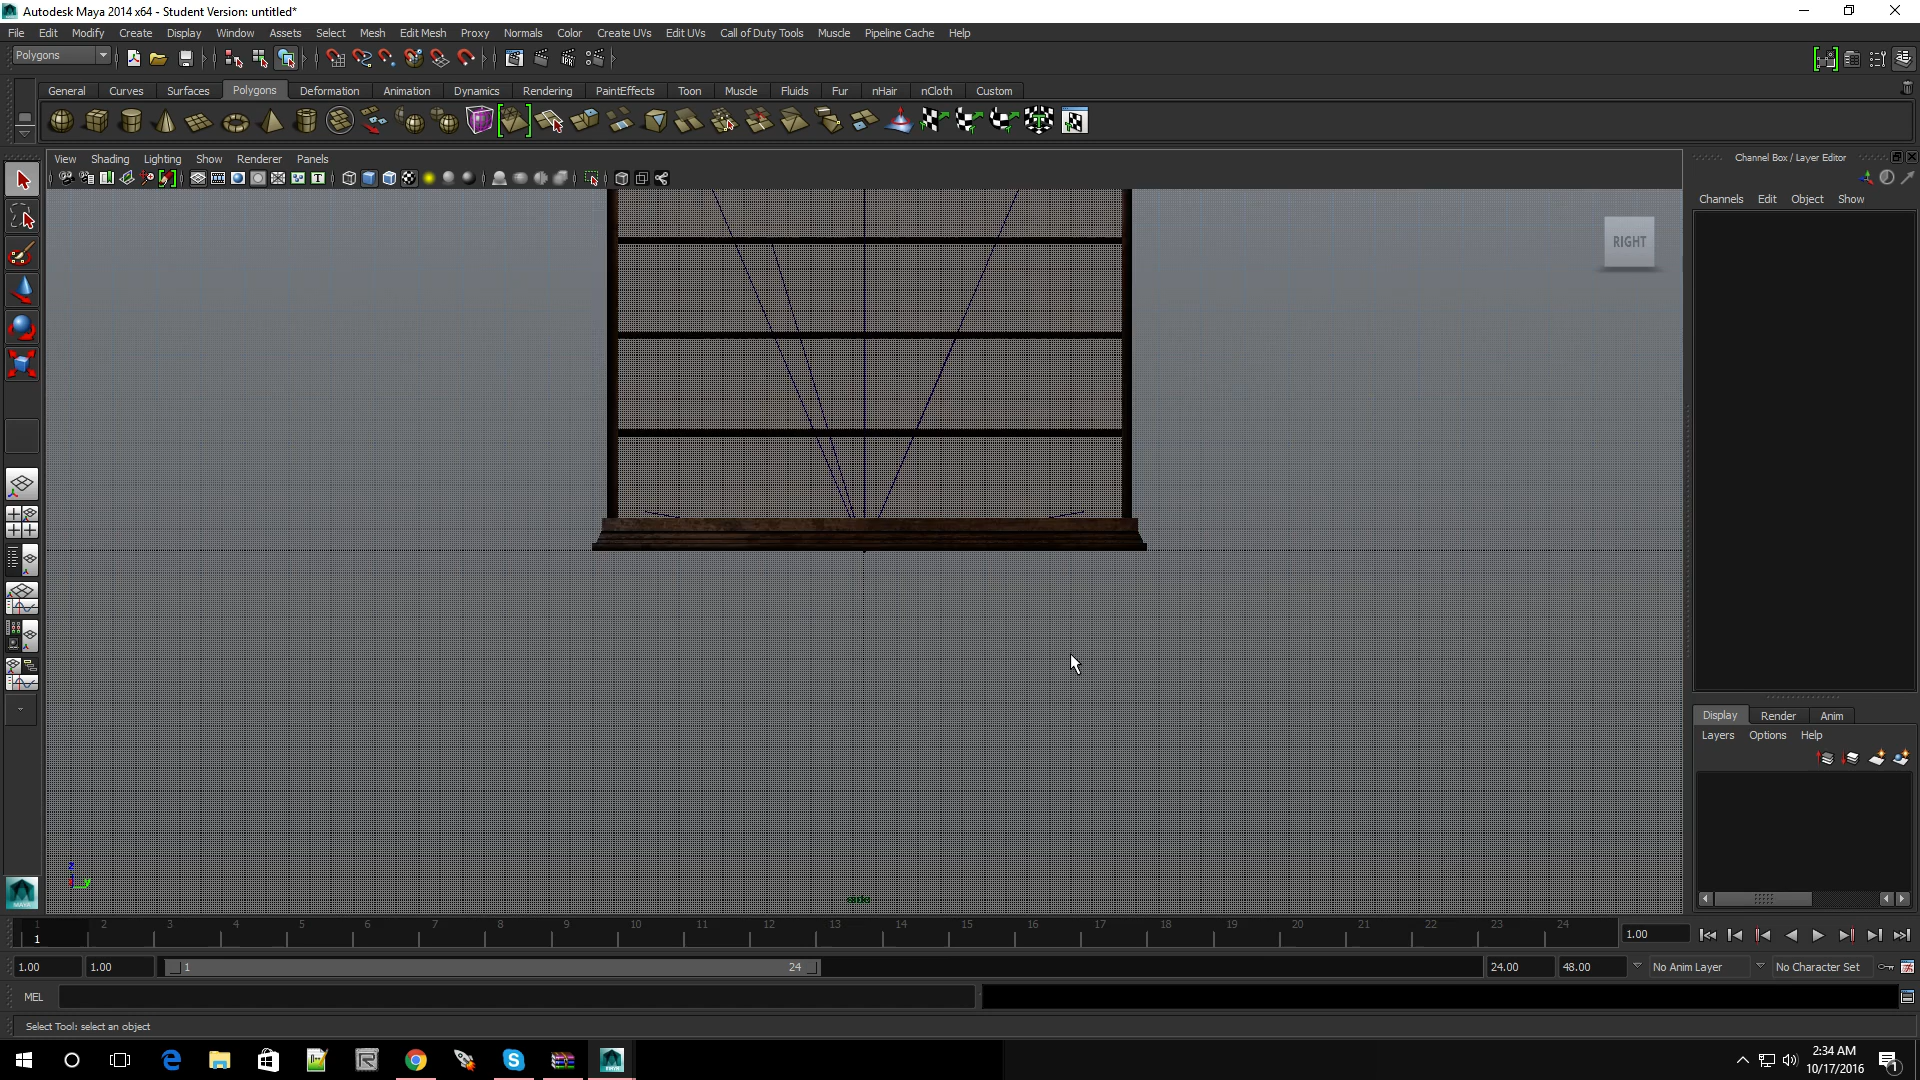 Autodesk Maya 2014 x64 - Student Version: untitled*
File Edit Modify Create Display Window Assets Select Mesh Edit Mesh Proxy Normals Color Create UVs Edit UVs Call of Duty Tools Muscle Pipeline Cache Help
Polygons
General Curves Surfaces Polygons Deformation Animation Dynamics Rendering PaintEffects Toon Muscle Fluids Fur nHair nCloth Custom
View Shading Lighting Show Renderer Panels
Channel Box / Layer Editor
Channels Edit Object Show
RIGHT
Display Render Anim
Layers Options Help
z
y
side
1 2 3 4 5 6 7 8 9 10 11 12 13 14 15 16 17 18 19 20 21 22 23 24
1
1.00
1.00 1.00 1 24 24.00 48.00 No Anim Layer No Character Set
MEL
Select Tool: select an object
2:34 AM
10/17/2016
1